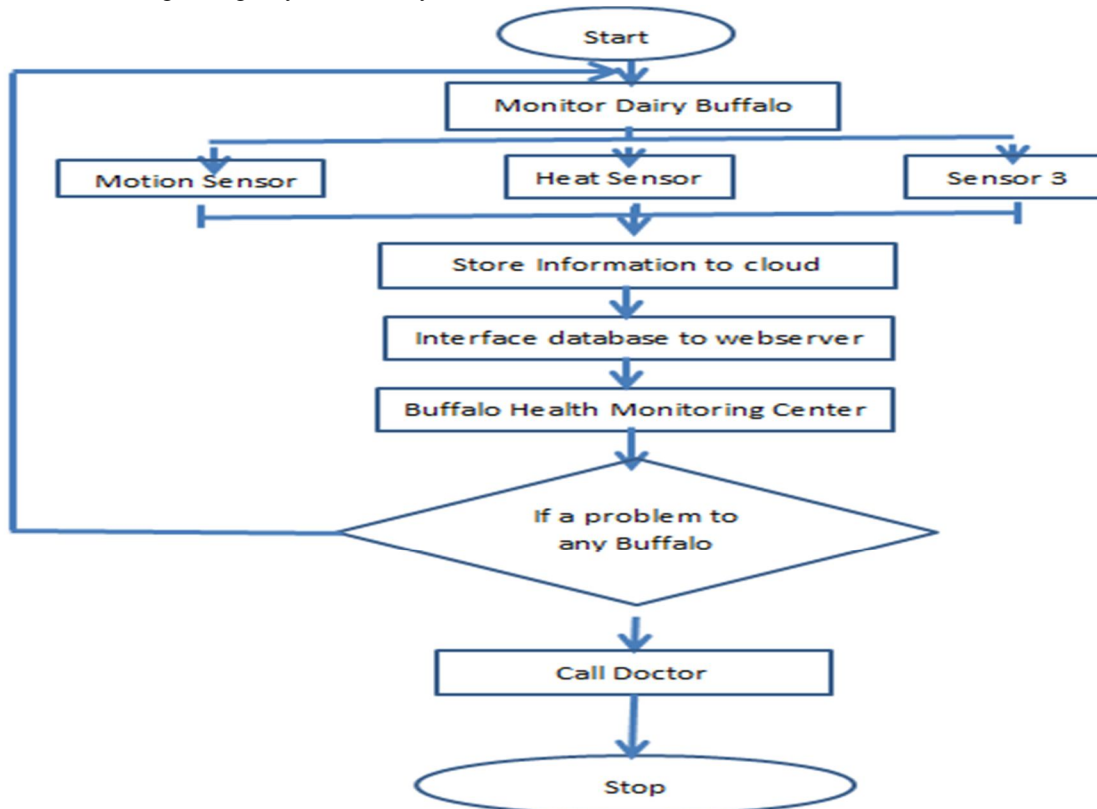 Start
Monitor Dairy Buffalo
Motion Sensor
Heat Sensor
Sensor 3
Store Information to cloud
Interface database to webserver
Buffalo Health Monitoring Center
If a problem to
any Buffalo
Call Doctor
Stop